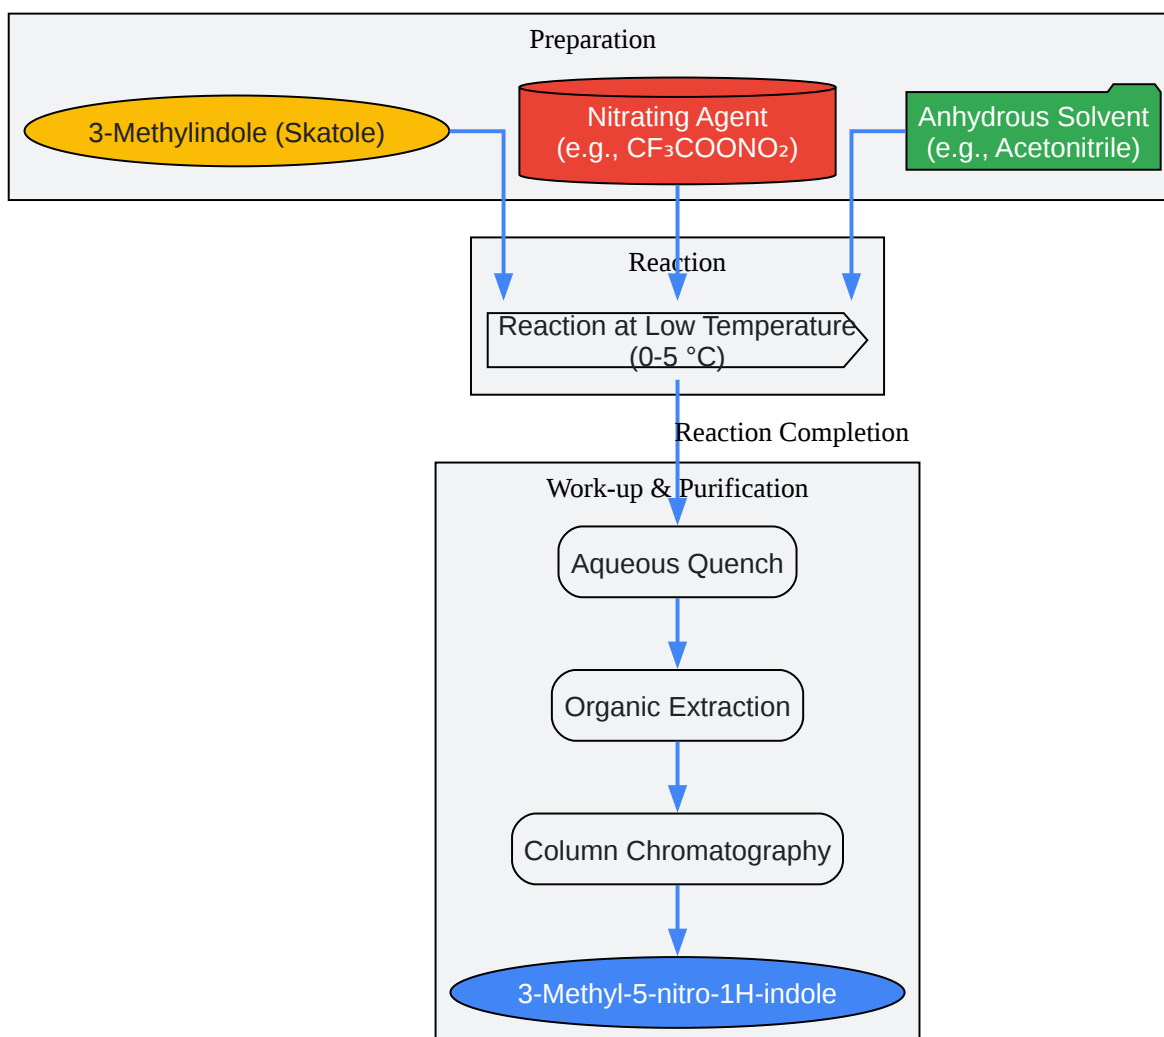 Preparation
3-Methylindole (Skatole)
Nitrating Agent
(e.g., CF₃COONO₂)
Anhydrous Solvent
(e.g., Acetonitrile)
Reaction
Reaction at Low Temperature
(0-5 °C)
Reaction Completion
Work-up & Purification
Aqueous Quench
Organic Extraction
Column Chromatography
3-Methyl-5-nitro-1H-indole